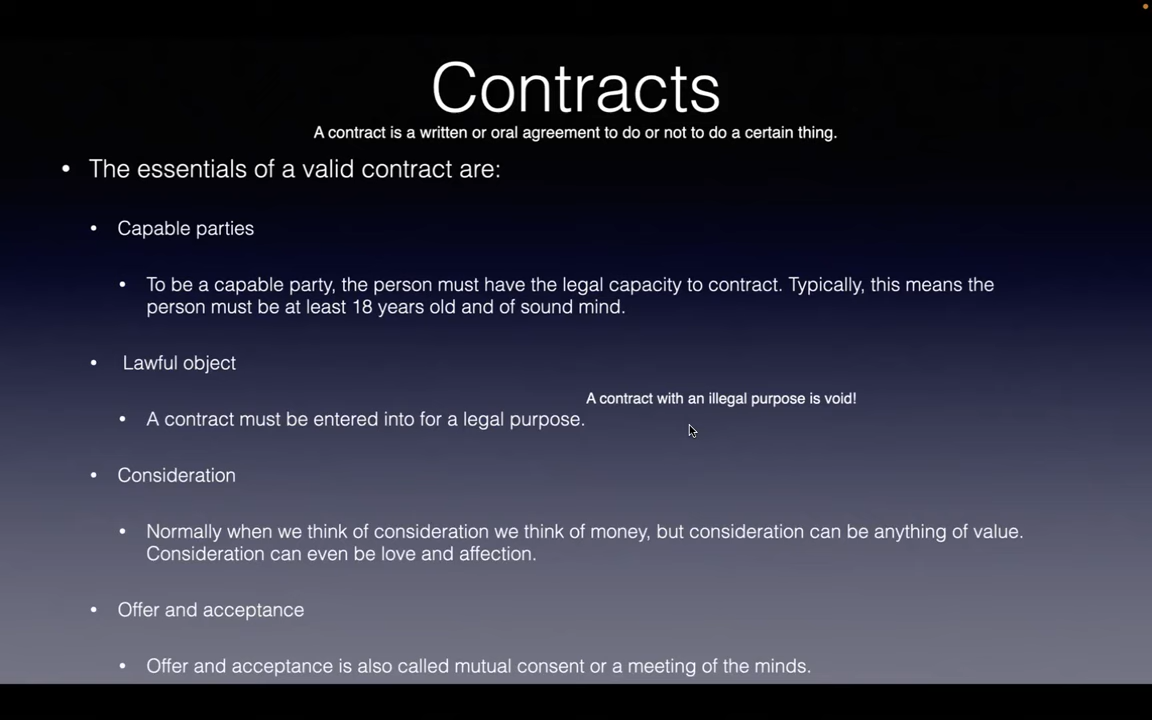 Contracts
A contract is a written or oral agreement to do or not to do a certain thing.
• The essentials of a valid contract are:
• Capable parties
• To be a capable party, the person must have the legal capacity to contract. Typically, this means the
person must be at least 18 years old and of sound mind.
• Lawful object
A contract with an illegal purpose is void!
• A contract must be entered into for a legal purpose.
• Consideration
• Normally when we think of consideration we think of money, but consideration can be anything of value.
Consideration can even be love and affection.
• Offer and acceptance
• Offer and acceptance is also called mutual consent or a meeting of the minds.